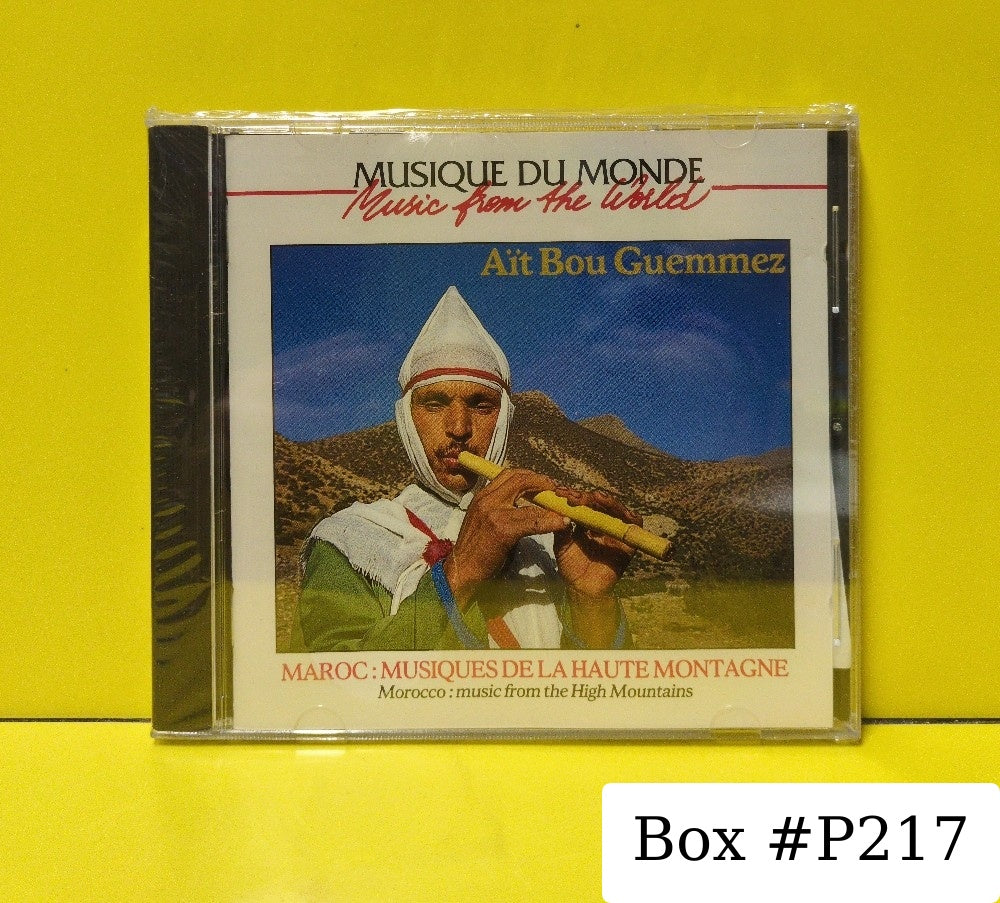 MUSIQUE DU MONDE
Music from the World
Aït Bou Guemmez
MAROC : MUSIQUES DE LA HAUTE MONTAGNE
Morocco : music from the High Mountains
Box #P217